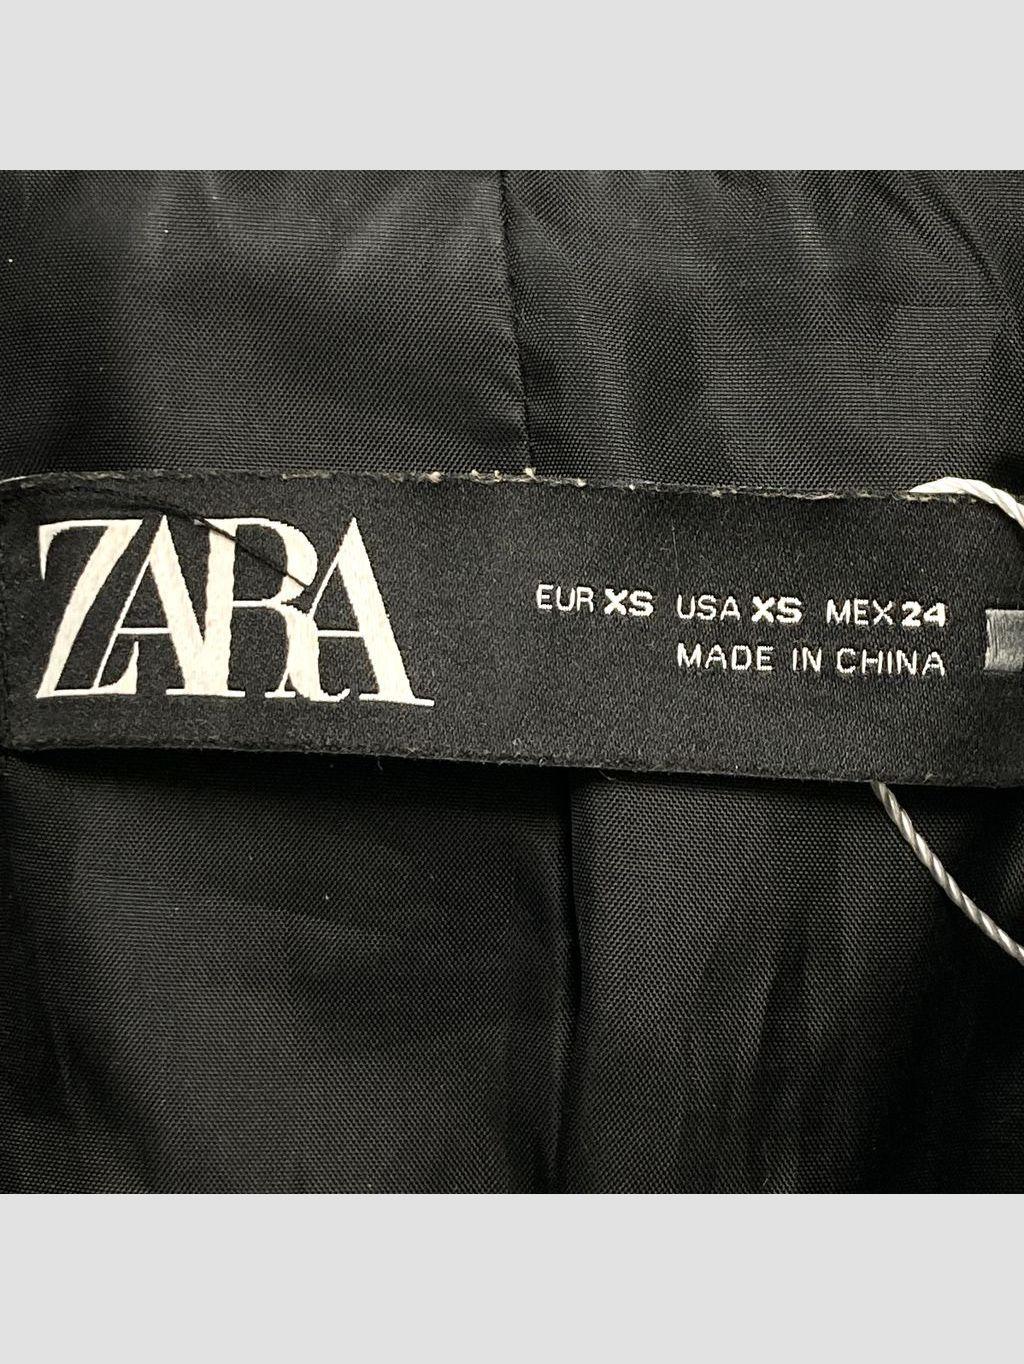 ZARA
EUR XS USA XS MEX 24
MADE IN CHINA